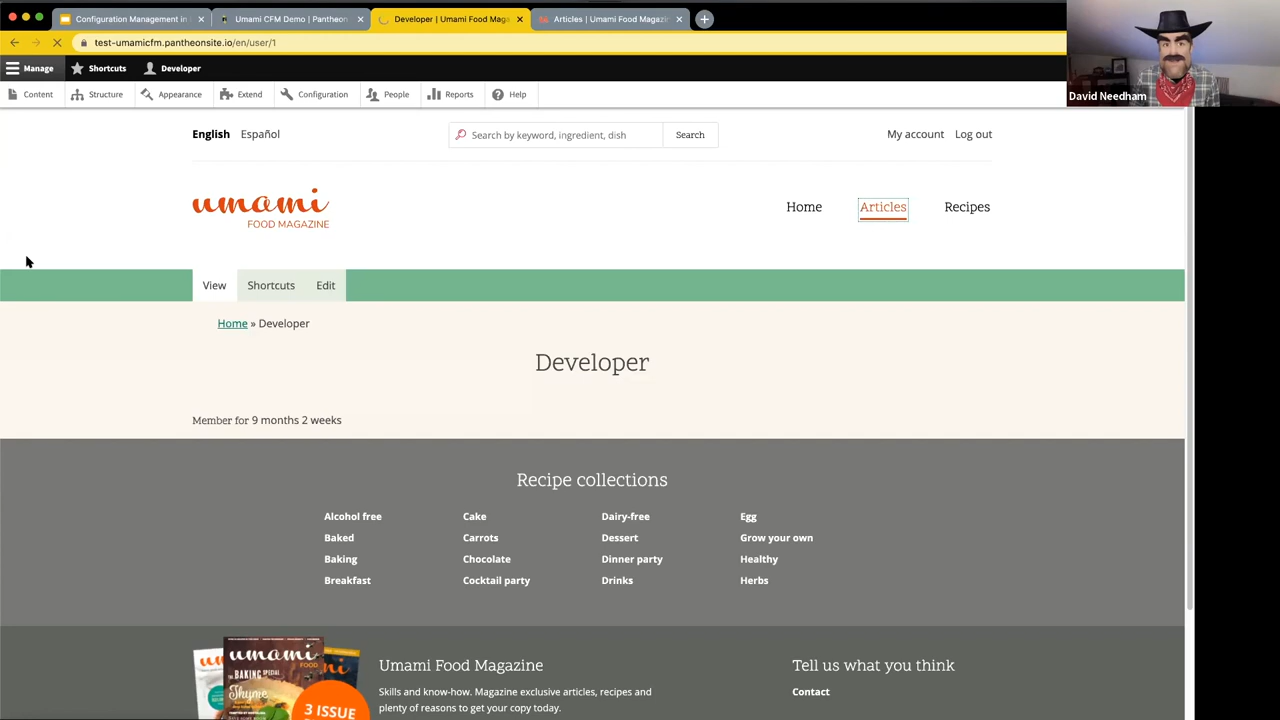 Configuration Management in
Umami CFM Demo | Pantheon
Developer | Umami Food Maga
Articles | Umami Food Magazin
test-umamicfm.pantheonsite.io/en/user/1
Manage
Shortcuts
Developer
David Needham
Content
Structure
Appearance
Extend
Configuration
People
Reports
Help
English
Español
Search by keyword, ingredient, dish
Search
My account
Log out
umami
FOOD MAGAZINE
Home
Articles
Recipes
View
Shortcuts
Edit
Home » Developer
Developer
Member for 9 months 2 weeks
Recipe collections
Alcohol free
Cake
Dairy-free
Egg
Baked
Carrots
Dessert
Grow your own
Baking
Chocolate
Dinner party
Healthy
Breakfast
Cocktail party
Drinks
Herbs
umami
FOOD
THE BAKING SPECIAL
Thyme
3 ISSUE
Umami Food Magazine
Skills and know-how. Magazine exclusive articles, recipes and
plenty of reasons to get your copy today.
Tell us what you think
Contact